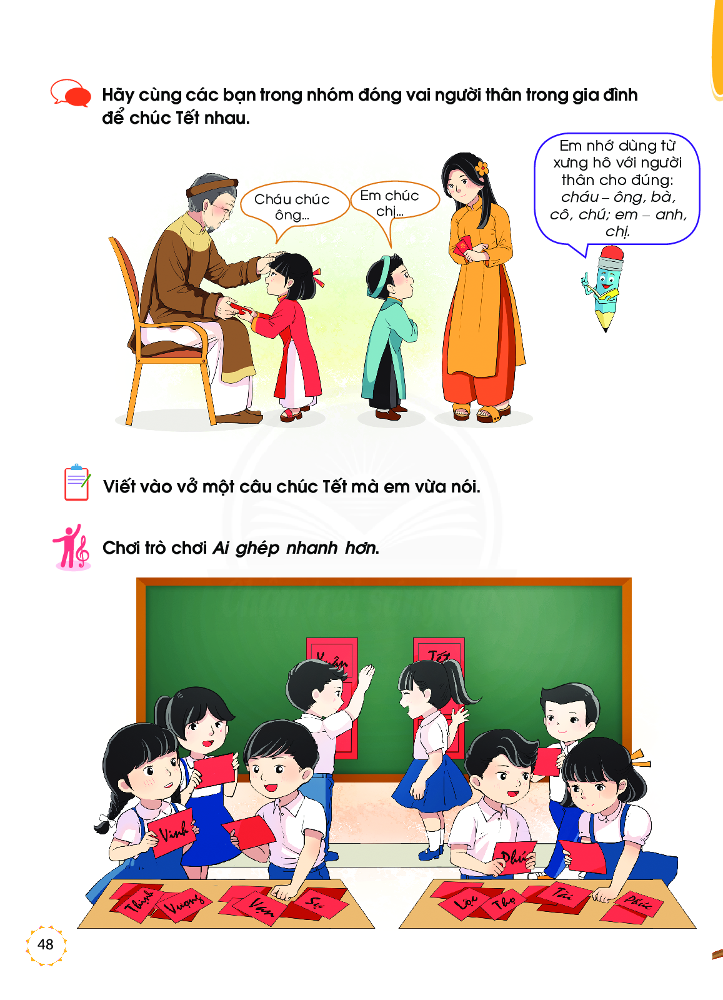 Hãy cùng các bạn trong nhóm đóng vai người thân trong gia đình
để chúc Tết nhau.
Cháu chúc
ông...
Em chúc
chị...
Em nhớ dùng từ
xưng hô với người
thân cho đúng:
cháu – ông, bà,
cô, chú; em – anh,
chị.
Viết vào vở một câu chúc Tết mà em vừa nói.
Chơi trò chơi Ai ghép nhanh hơn.
Xuân
Tết
Vinh
Phú
Thịnh
Vượng
Vạn
Sự
Lộc
Thọ
Tài
Phúc
48